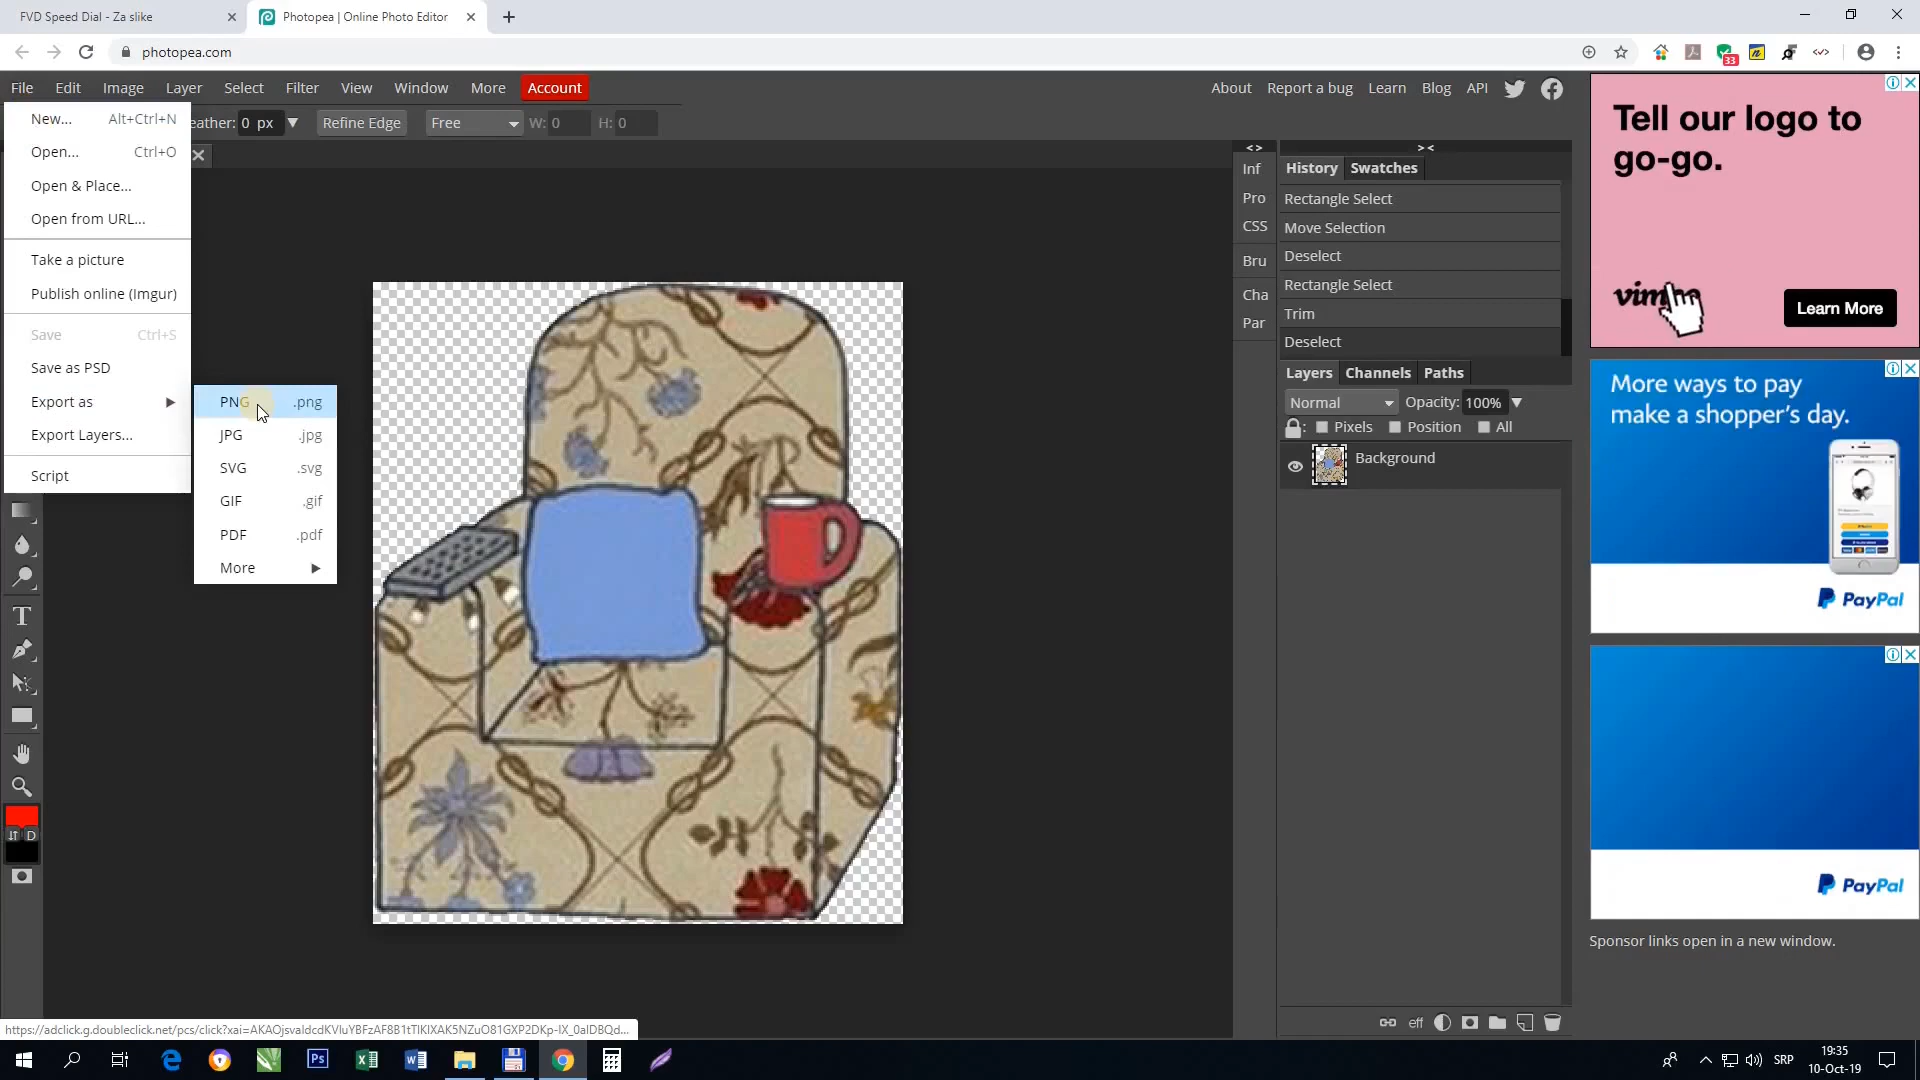 FVD Speed Dial - Za slike
Photopea | Online Photo Editor
photopea.com
33
File Edit Image Layer Select Filter View Window More Account
About Report a bug Learn Blog API
eather: 0 px Refine Edge Free W: 0 H: 0
New... Alt+Ctrl+N
Open... Ctrl+O
Open & Place...
Open from URL...
Take a picture
Publish online (Imgur)
Save Ctrl+S
Save as PSD
Export as
Export Layers...
Script
PNG .png
JPG .jpg
SVG .svg
GIF .gif
PDF .pdf
More
T
D
Inf
Pro
CSS
Bru
Cha
Par
History Swatches
Rectangle Select
Move Selection
Deselect
Rectangle Select
Trim
Deselect
Layers Channels Paths
Normal Opacity: 100%
Pixels Position All
Background
eff
Tell our logo to
go-go.
Learn More
More ways to pay
make a shopper's day.
PayPal
PayPal
Sponsor links open in a new window.
Ps
SRP
19:35
10-Oct-19